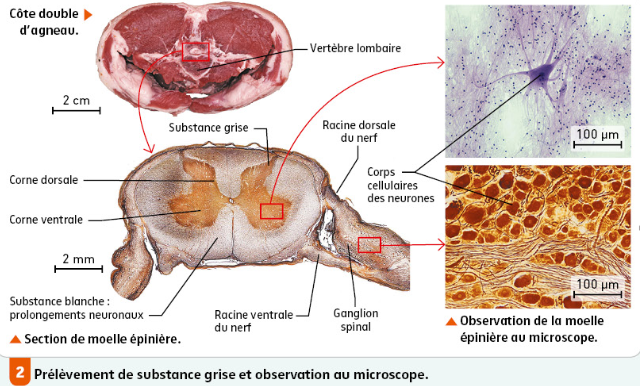 Côte double
d'agneau.
2 cm
Vertèbre lombaire
100 µm
Substance grise
Racine dorsale
du nerf
Corne dorsale
Corne ventrale
Corps
cellulaires
des neurones
2 mm
100 µm
Substance blanche :
prolongements neuronaux
Racine ventrale
du nerf
Ganglion
spinal
Section de moelle épinière.
Observation de la moelle
épinière au microscope.
2 Prélèvement de substance grise et observation au microscope.